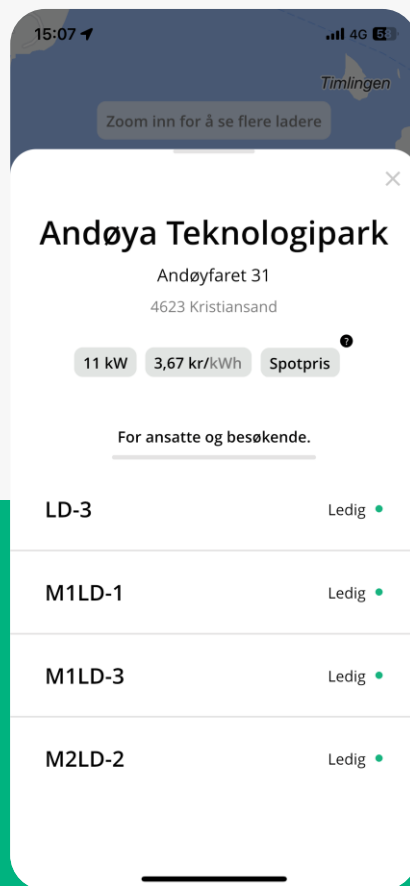 15:07 4G 58
Timlingen
Zoom inn for å se flere ladere
Andøya Teknologipark
Andøyfaret 31
4623 Kristiansand
?
11 kW 3,67 kr/kWh Spotpris
For ansatte og besøkende.
LD-3 Ledig
M1LD-1 Ledig
M1LD-3 Ledig
M2LD-2 Ledig